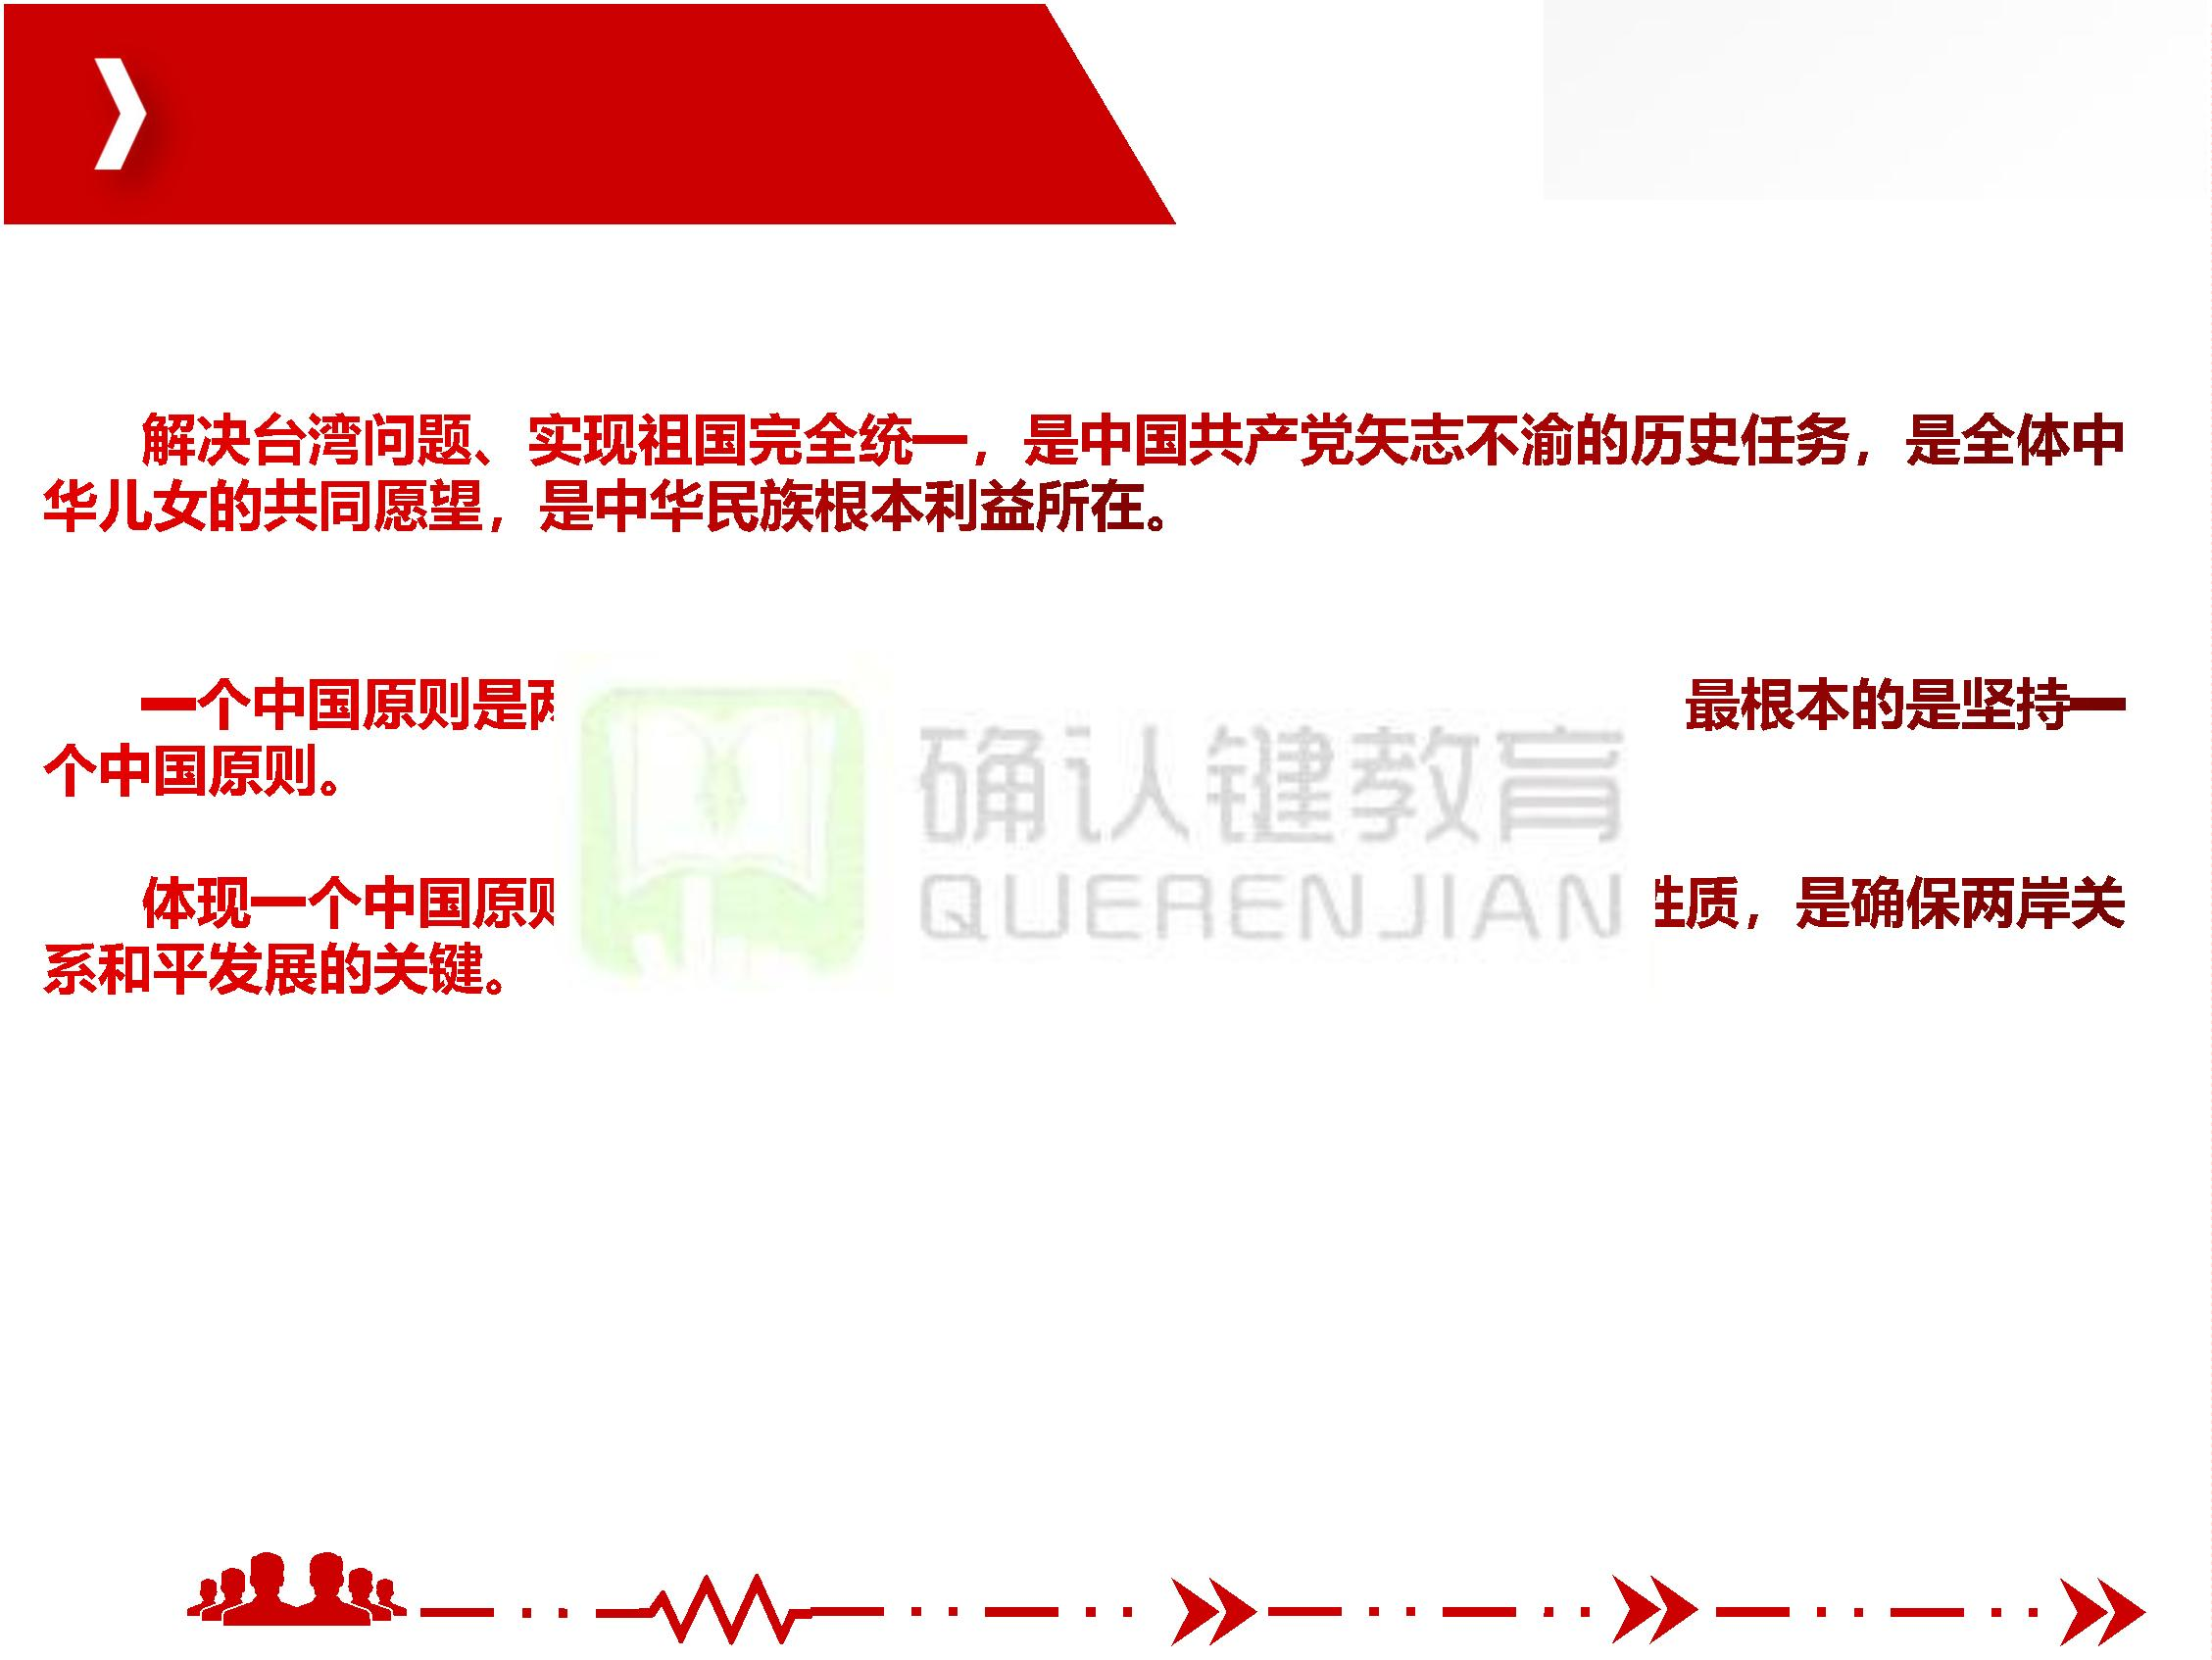 解决台湾问题、实现祖国完全统一，是中国共产党矢志不渝的历史任务，是全体中
华儿女的共同愿望，是中华民族根本利益所在。
一个中国原则是 最根本的是坚持一
个中国原则。
体现一个中国原则 性质，是确保两岸关
系和平发展的关键。
确认键教育
QUERENJIAN